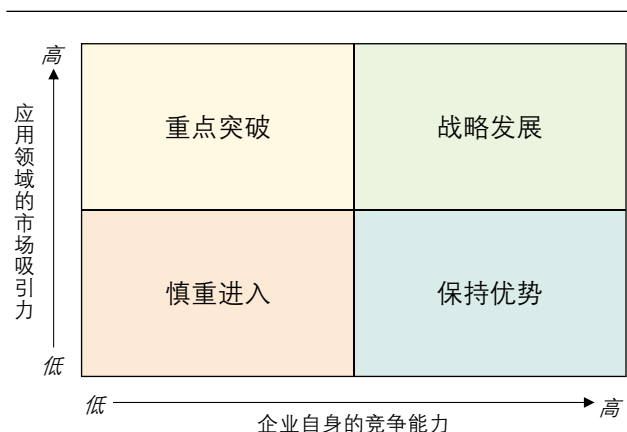 高
应用领域的市场吸引力
重点突破
战略发展
慎重进入
保持优势
低
低
高
企业自身的竞争能力